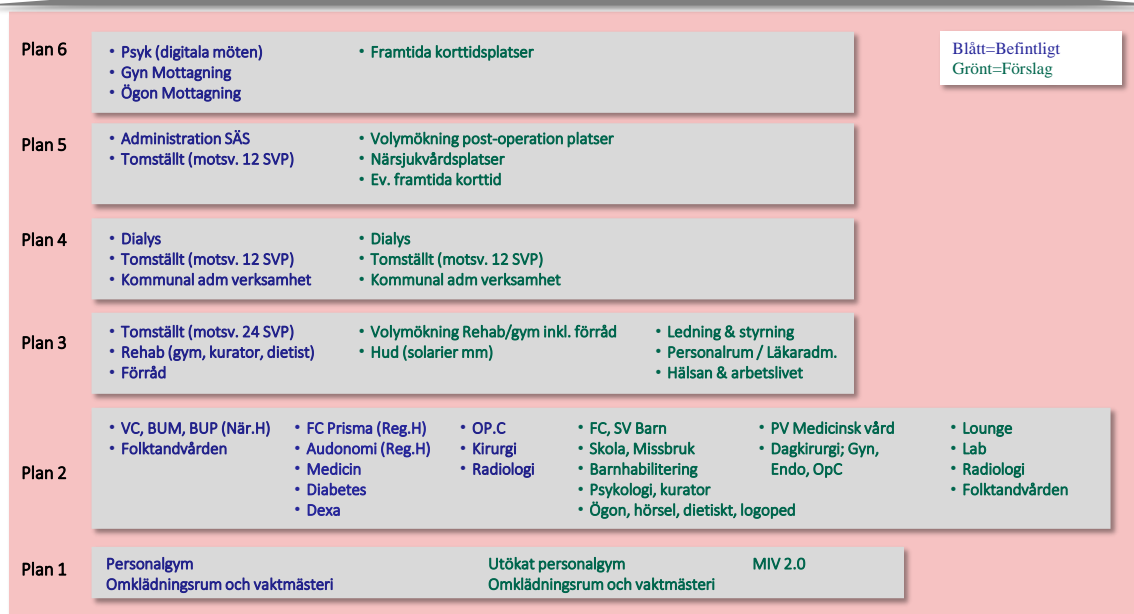 Blått=Befintligt
Grönt=Förslag
Plan 6
• Psyk (digitala möten)
• Gyn Mottagning
• Ögon Mottagning
• Framtida korttidsplatser
Plan 5
• Administration SÄS
• Tomställt (motsv. 12 SVP)
• Volymökning post-operation platser
• Närsjukvårdsplatser
• Ev. framtida korttid
Plan 4
• Dialys
• Tomställt (motsv. 12 SVP)
• Kommunal adm verksamhet
• Dialys
• Tomställt (motsv. 12 SVP)
• Kommunal adm verksamhet
Plan 3
• Tomställt (motsv. 24 SVP)
• Rehab (gym, kurator, dietist)
• Förråd
• Volymökning Rehab/gym inkl. förråd
• Hud (solarier mm)
• Ledning & styrning
• Personalrum / Läkaradm.
• Hälsan & arbetslivet
Plan 2
• VC, BUM, BUP (När.H)
• Folktandvården
• FC Prisma (Reg.H)
• Audonomi (Reg.H)
• Medicin
• Diabetes
• Dexa
• OP.C
• Kirurgi
• Radiologi
• FC, SV Barn
• Skola, Missbruk
• Barnhabilitering
• Psykologi, kurator
• Ögon, hörsel, dietiskt, logoped
• PV Medicinsk vård
• Dagkirurgi; Gyn,
Endo, OpC
• Lounge
• Lab
• Radiologi
• Folktandvården
Plan 1
Personalgym
Omklädningsrum och vaktmästeri
Utökat personalgym
Omklädningsrum och vaktmästeri
MIV 2.0